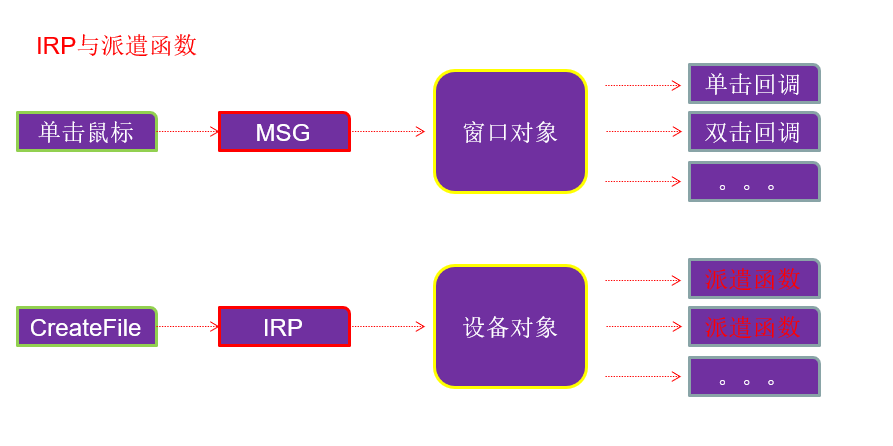 IRP与派遣函数
单击鼠标
MSG
窗口对象
单击回调
双击回调
。。。
CreateFile
IRP
设备对象
派遣函数
派遣函数
。。。